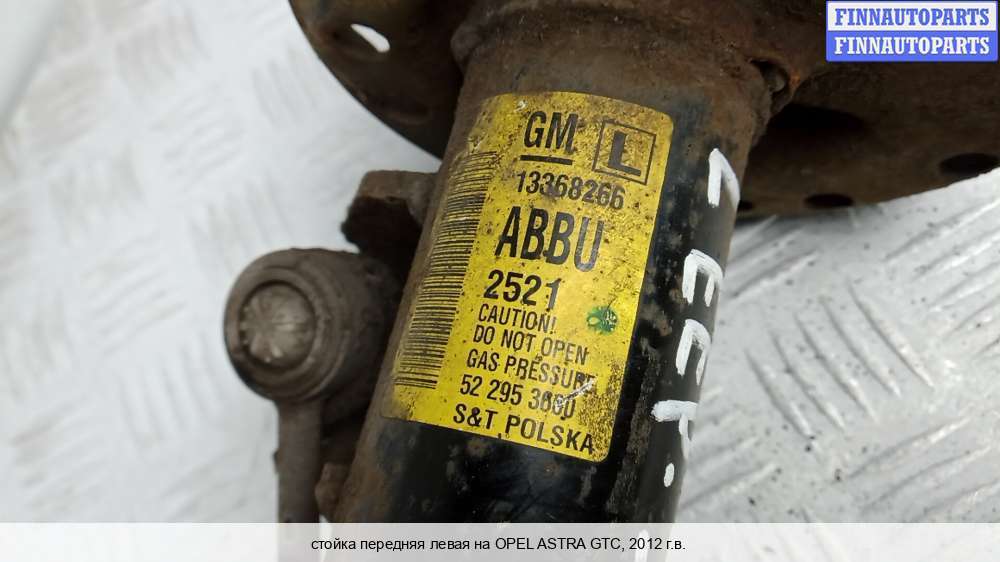 FINNAUTOPARTS
FINNAUTOPARTS
GM L
13368266
ABBU
2521
CAUTION!
DO NOT OPEN
GAS PRESSURE
52 295
S&T POLSKA
LEFT.
стойка передняя левая на OPEL ASTRA GTC, 2012 г.в.